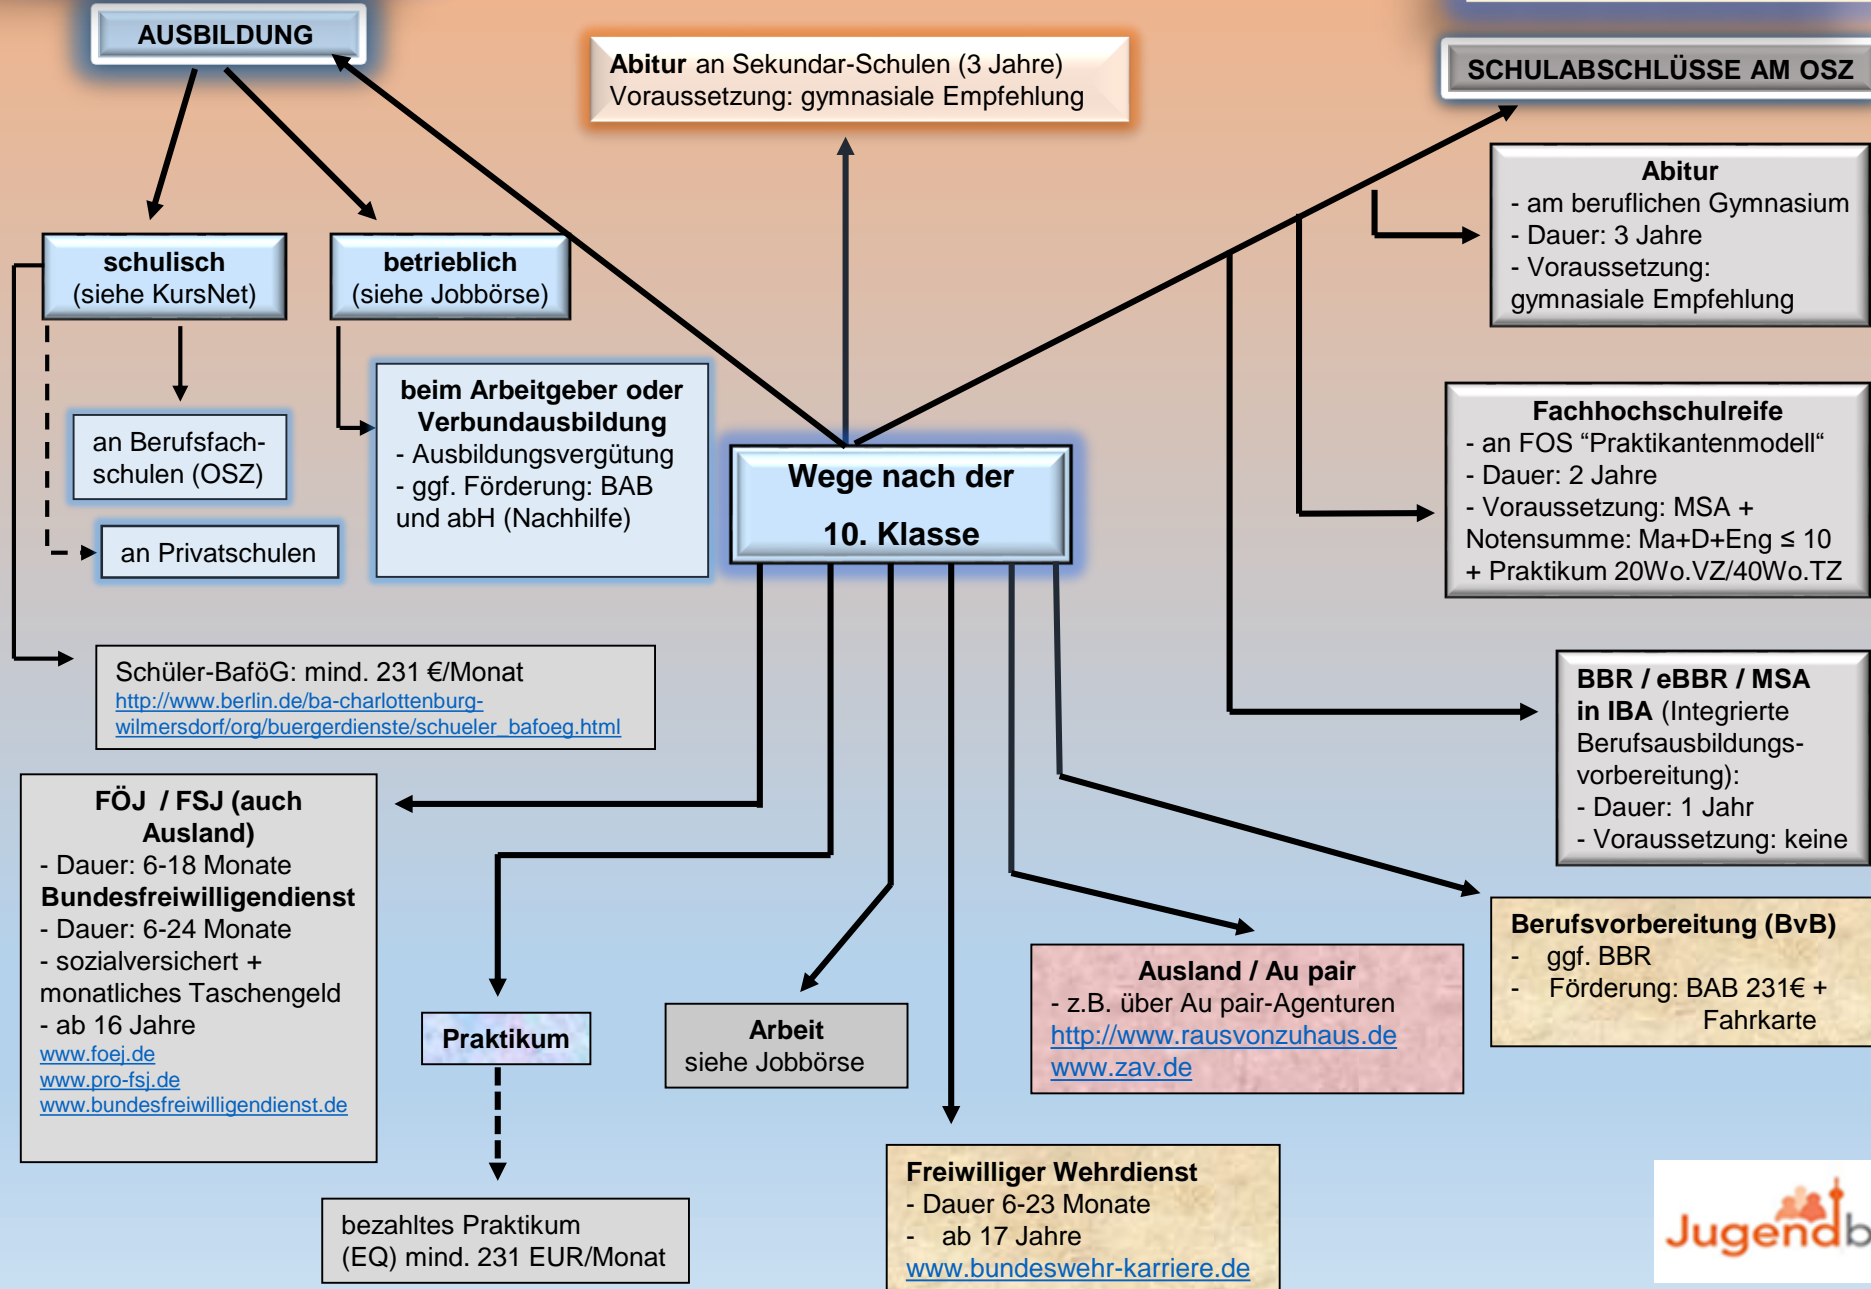 AUSBILDUNG
Abitur an Sekundar-Schulen (3 Jahre)
Voraussetzung: gymnasiale Empfehlung
SCHULABSCHLÜSSE AM OSZ
Abitur
- am beruflichen Gymnasium
- Dauer: 3 Jahre
- Voraussetzung:
gymnasiale Empfehlung
schulisch
(siehe KursNet)
betrieblich
(siehe Jobbörse)
an Berufsfach-
schulen (OSZ)
an Privatschulen
beim Arbeitgeber oder
Verbundausbildung
- Ausbildungsvergütung
- ggf. Förderung: BAB
und abH (Nachhilfe)
Wege nach der
10. Klasse
Fachhochschulreife
- an FOS “Praktikantenmodell“
- Dauer: 2 Jahre
- Voraussetzung: MSA +
Notensumme: Ma+D+Eng ≤ 10
+ Praktikum 20Wo.VZ/40Wo.TZ
Schüler-BaföG: mind. 231 €/Monat
http://www.berlin.de/ba-charlottenburg-
wilmersdorf/org/buergerdienste/schueler_bafoeg.html
BBR / eBBR / MSA
in IBA (Integrierte
Berufsausbildungs-
vorbereitung):
- Dauer: 1 Jahr
- Voraussetzung: keine
FÖJ / FSJ (auch
Ausland)
- Dauer: 6-18 Monate
Bundesfreiwilligendienst
- Dauer: 6-24 Monate
- sozialversichert +
monatliches Taschengeld
- ab 16 Jahre
www.foej.de
www.pro-fsj.de
www.bundesfreiwilligendienst.de
Praktikum
Arbeit
siehe Jobbörse
Ausland / Au pair
- z.B. über Au pair-Agenturen
http://www.rausvonzuhaus.de
www.zav.de
Berufsvorbereitung (BvB)
- ggf. BBR
- Förderung: BAB 231€ +
Fahrkarte
bezahltes Praktikum
(EQ) mind. 231 EUR/Monat
Freiwilliger Wehrdienst
- Dauer 6-23 Monate
- ab 17 Jahre
www.bundeswehr-karriere.de
Jugendb